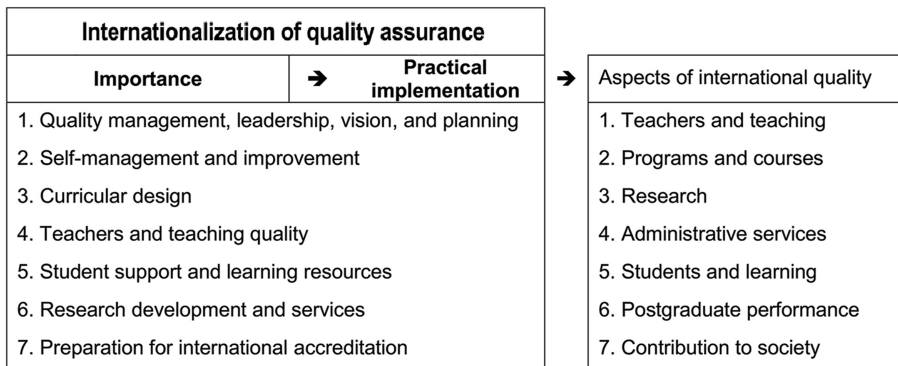 Internationalization of quality assurance
Importance ➔ Practical implementation
1. Quality management, leadership, vision, and planning
2. Self-management and improvement
3. Curricular design
4. Teachers and teaching quality
5. Student support and learning resources
6. Research development and services
7. Preparation for international accreditation
➔
Aspects of international quality
1. Teachers and teaching
2. Programs and courses
3. Research
4. Administrative services
5. Students and learning
6. Postgraduate performance
7. Contribution to society